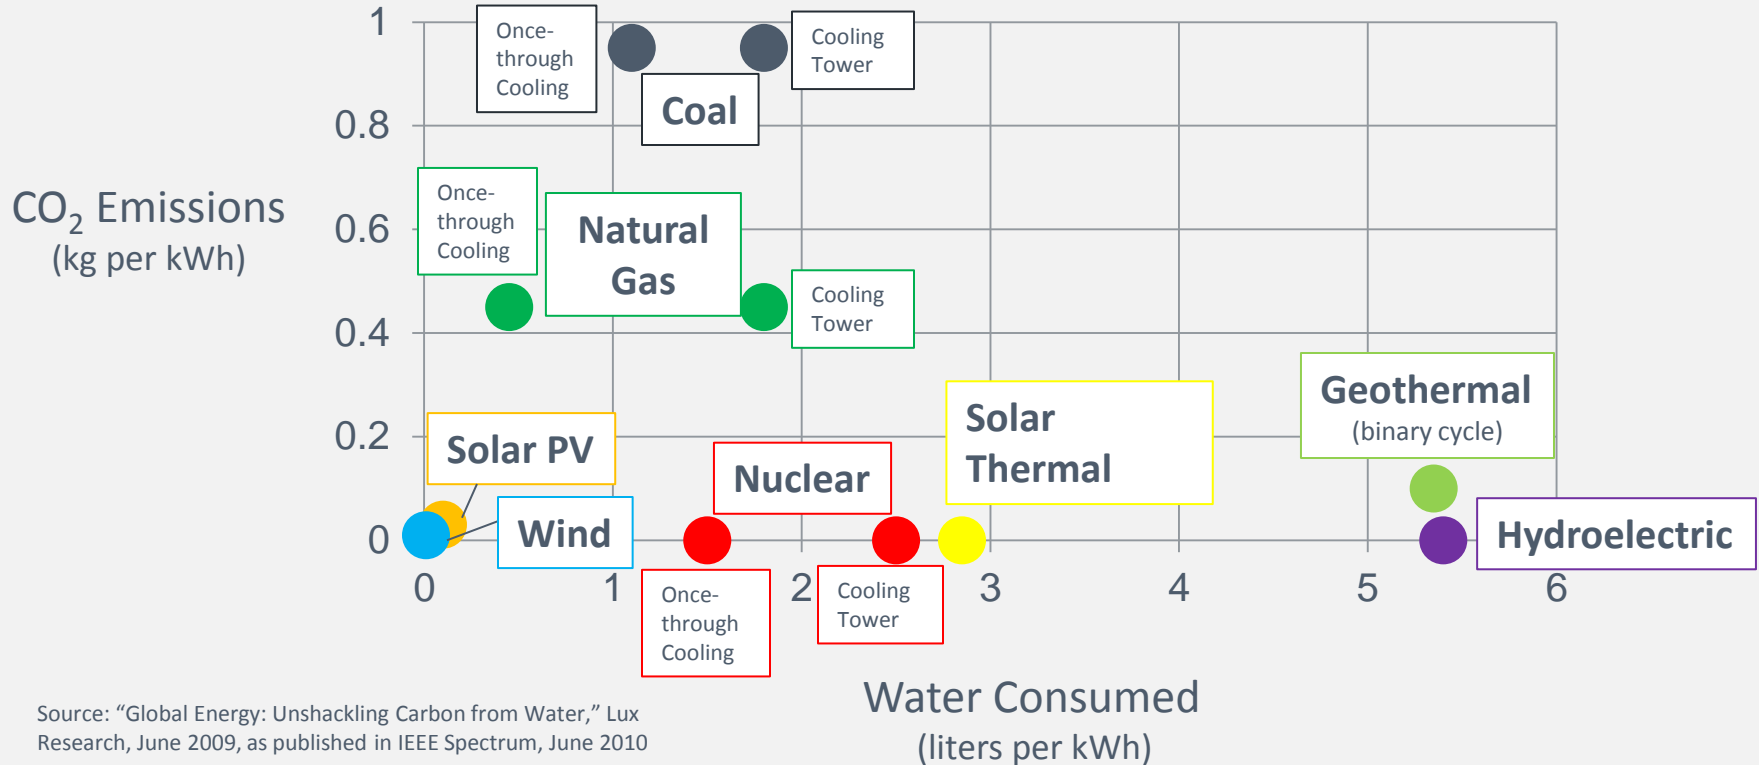 1
0.8
0.6
0.4
0.2
0
CO₂ Emissions
(kg per kWh)
Once-
through
Cooling
Cooling
Tower
Coal
Once-
through
Cooling
Natural
Gas
Cooling
Tower
Solar PV
Wind
Nuclear
Once-
through
Cooling
Cooling
Tower
Solar
Thermal
Geothermal
(binary cycle)
Hydroelectric
0
1
2
3
4
5
6
Water Consumed
(liters per kWh)
Source: “Global Energy: Unshackling Carbon from Water,” Lux
Research, June 2009, as published in IEEE Spectrum, June 2010